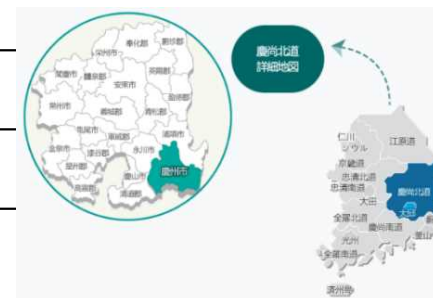 奉化郡
蔚珍郡
栄州市
英陽郡
聞慶市
醴泉郡
安東市
盈徳郡
尚州市
義城郡
青松郡
亀尾市
軍威郡
浦項市
金泉市
漆谷郡
永川市
星州郡
慶山市
慶州市
高霊郡
清道郡
慶尚北道
詳細地図
仁川
ソウル
江原道
京畿道
忠清北道
忠清南道
慶尚北道
大田
大邱
全羅北道
慶尚南道
釜山
光州
全羅南道
済州島